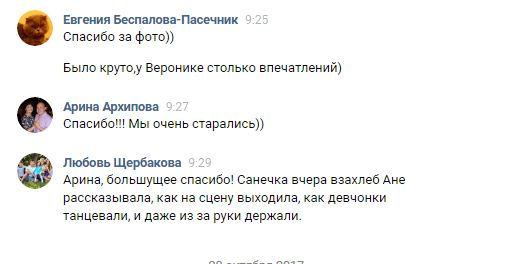 Евгения Беспалова-Пасечник 9:25
Спасибо за фото))
Было круто,у Веронике столько впечатлений)
Арина Архипова 9:27
Спасибо!!! Мы очень старались))
Любовь Щербакова 9:29
Арина, большущее спасибо! Санечка вчера взахлеб Ане
рассказывала, как на сцену выходила, как девчонки
танцевали, и даже из за руки держали.